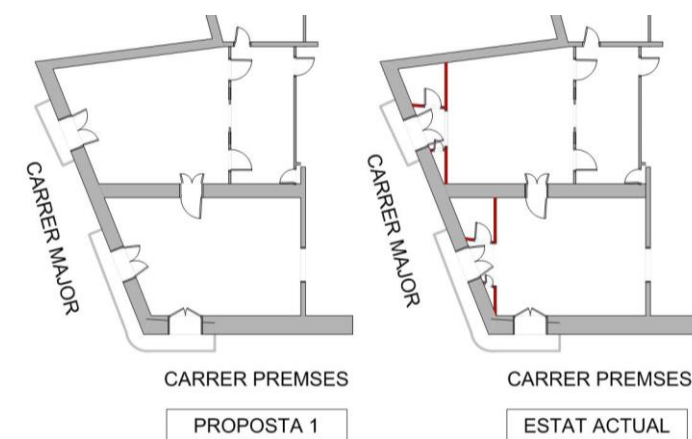 CARRER MAJOR
CARRER PREMSES
PROPOSTA 1
CARRER MAJOR
CARRER PREMSES
ESTAT ACTUAL